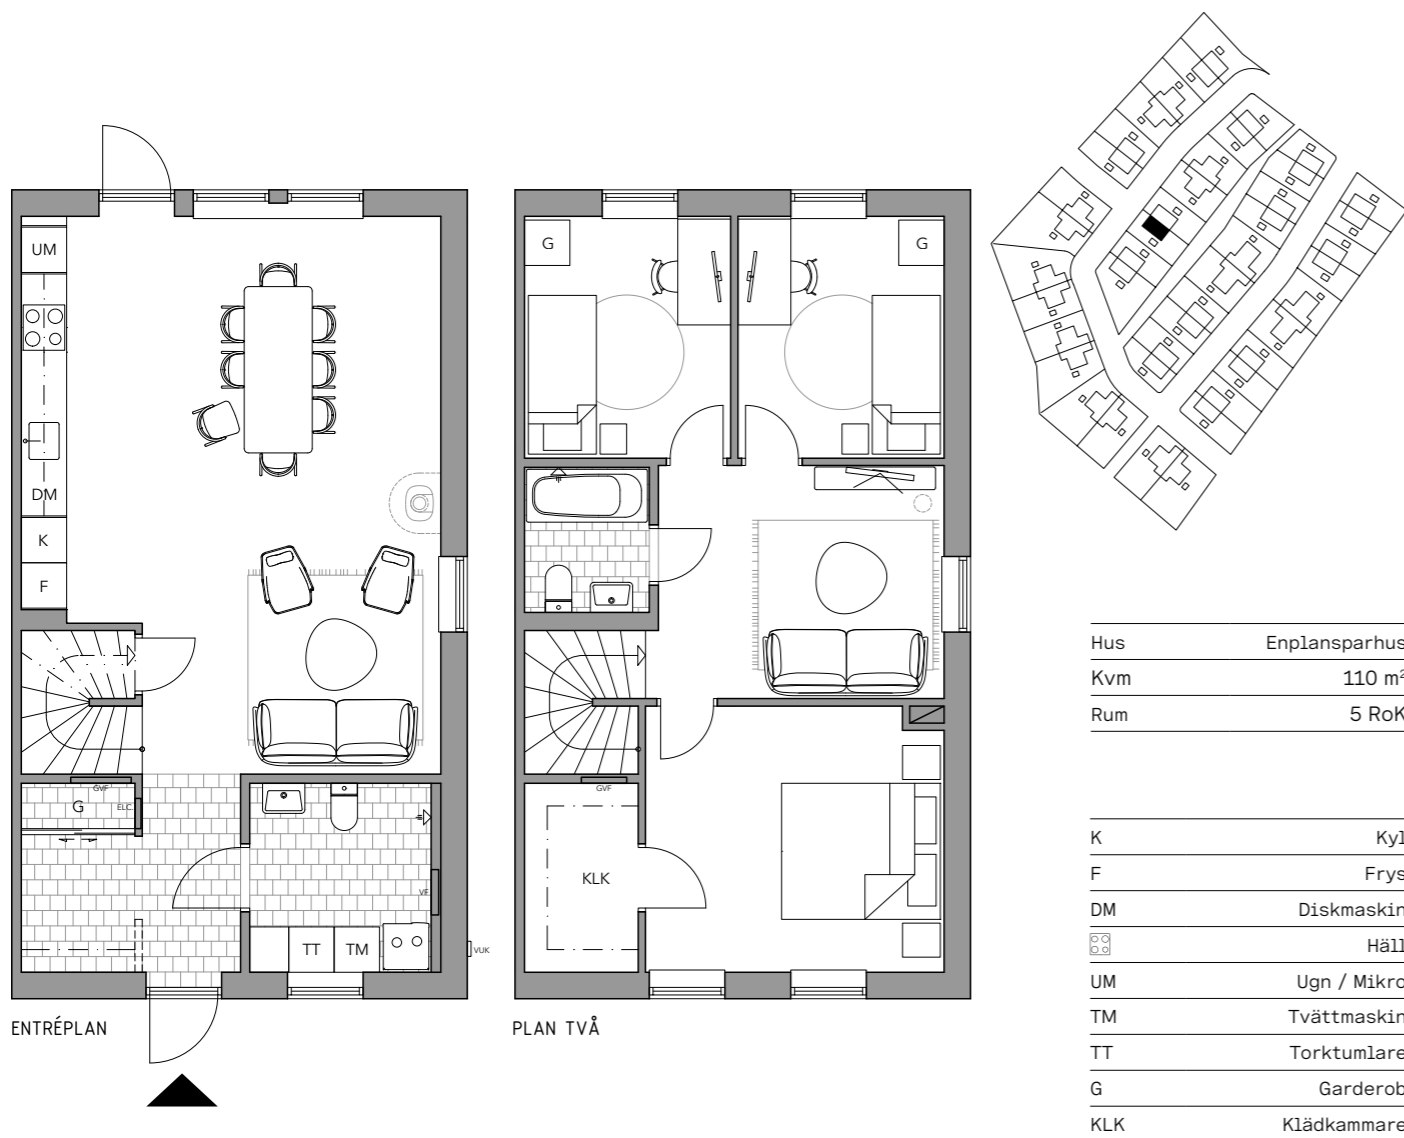 UM
DM
K
F
GVF
G
ELC
VF
TT
TM
VUK
ENTRÉPLAN
G
G
GVF
KLK
PLAN TVÅ
Hus Enplansparhus
Kvm 110 m²
Rum 5 RoK
K Kyl
F Frys
DM Diskmaskin
Häll
UM Ugn / Mikro
TM Tvättmaskin
TT Torktumlare
G Garderob
KLK Klädkammare